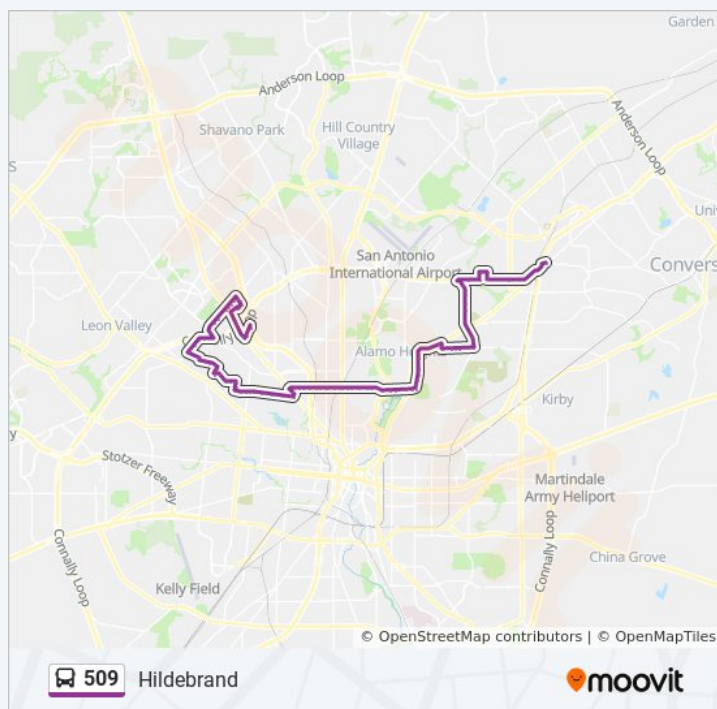 Garden
Anderson Loop
Anderson Loop
Shavano Park
Hill Country
Village
s
Uni
San Antonio
International Airport
Convers
Leon Valley
Alamo H
Kirby
y
Stotzer Freeway
Martindale
Army Heliport
Connally Loop
Connally Loop
China Grove
Kelly Field
© OpenStreetMap contributors | © OpenMapTiles
509 Hildebrand
moovit